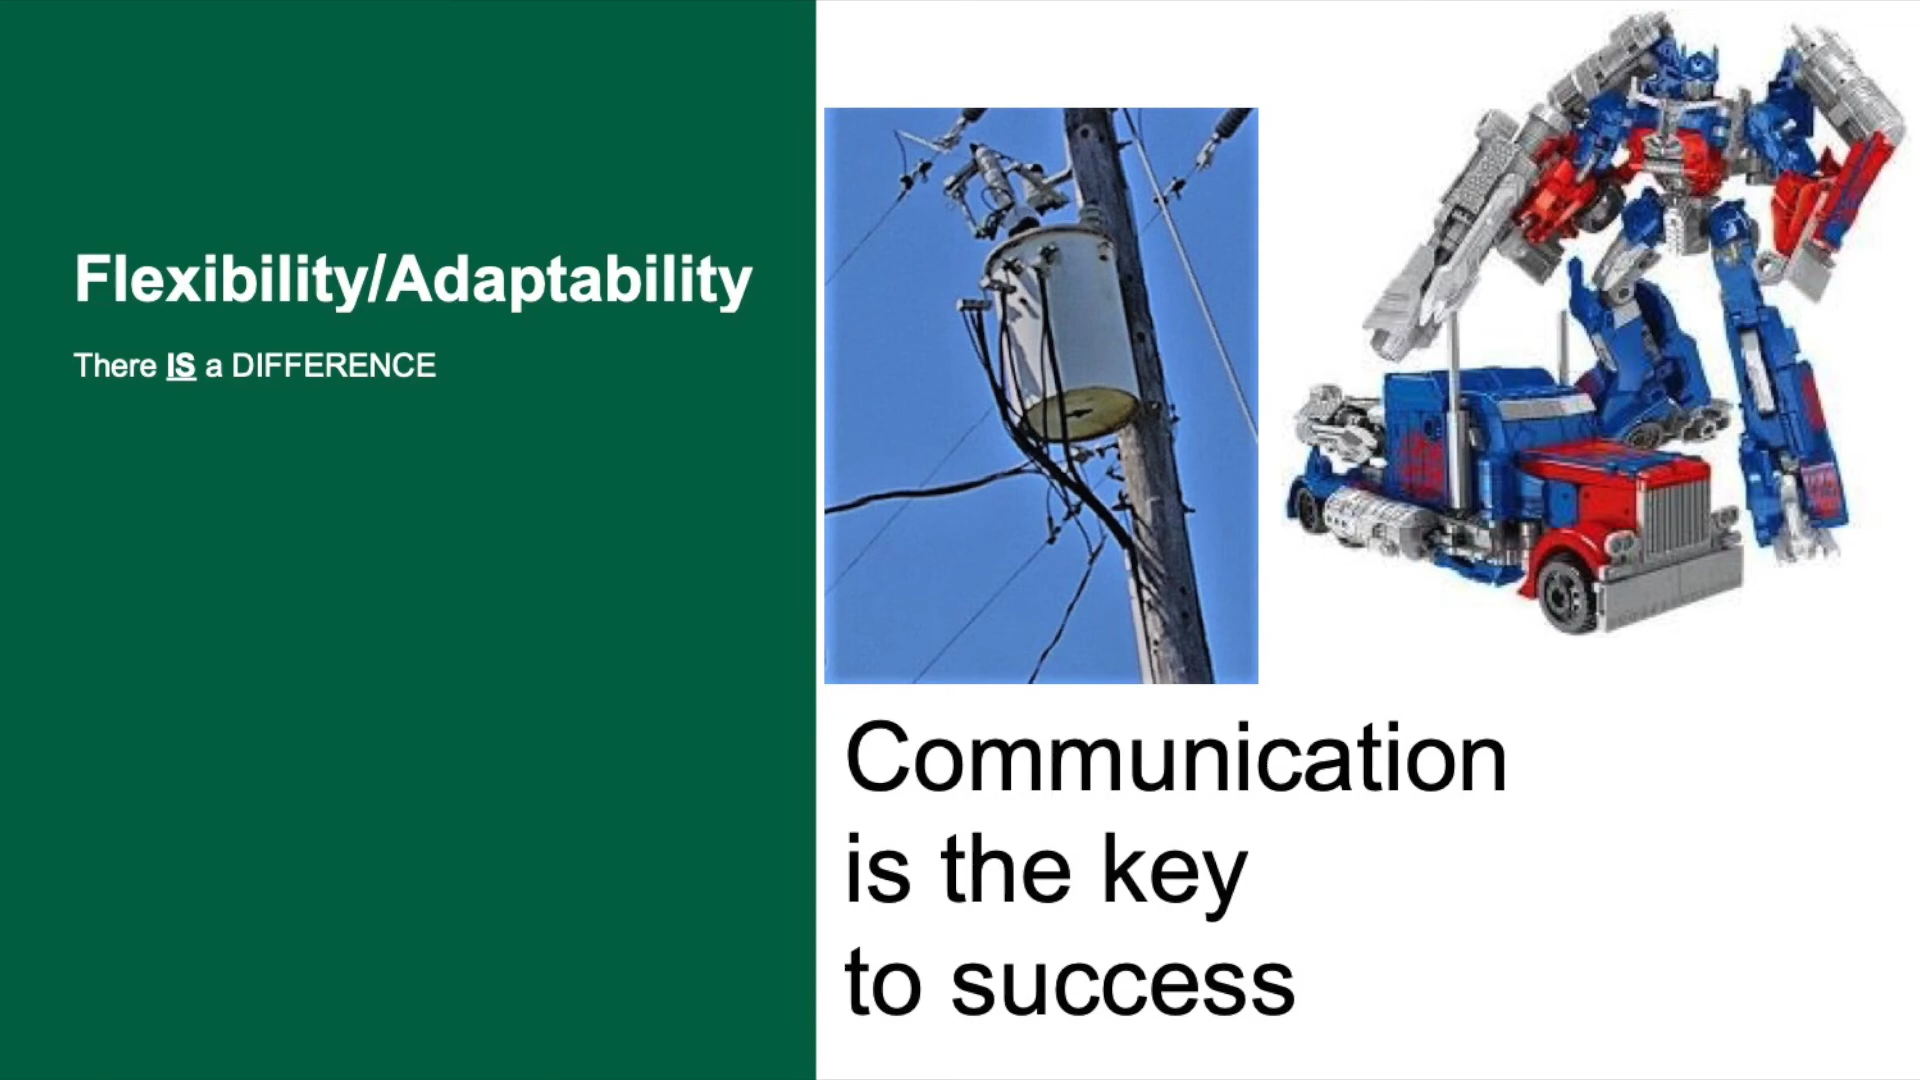 Flexibility/Adaptability
There IS a DIFFERENCE
Communication
is the key
to success